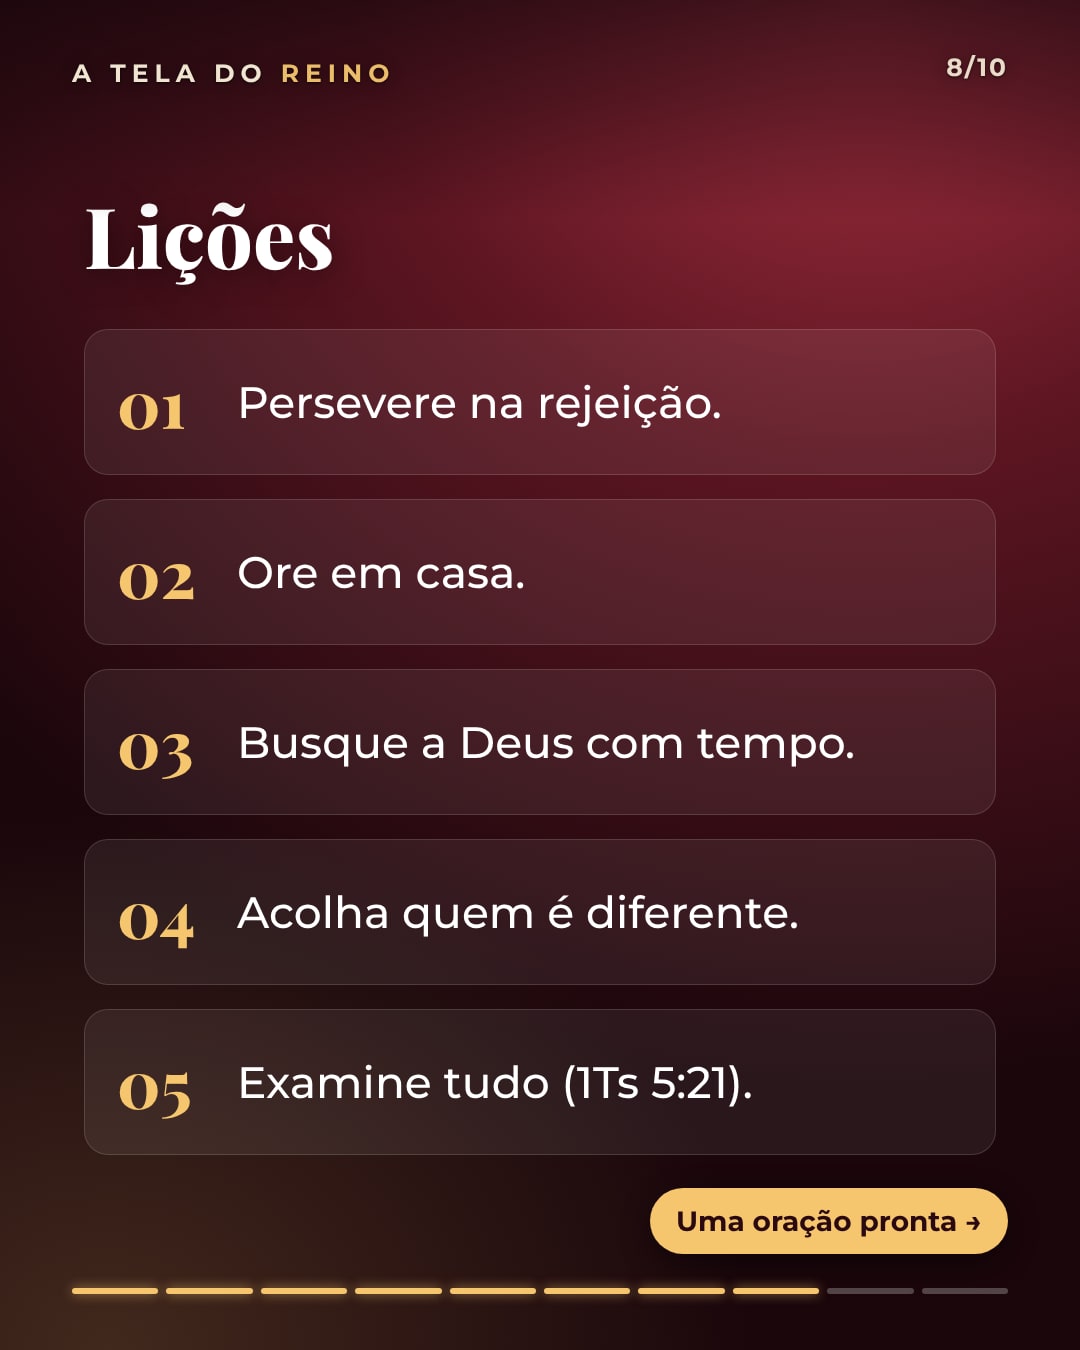 A TELA DO REINO
8/10
Lições
01 Persevere na rejeição.
02 Ore em casa.
03 Busque a Deus com tempo.
04 Acolha quem é diferente.
05 Examine tudo (1Ts 5:21).
Uma oração pronta →